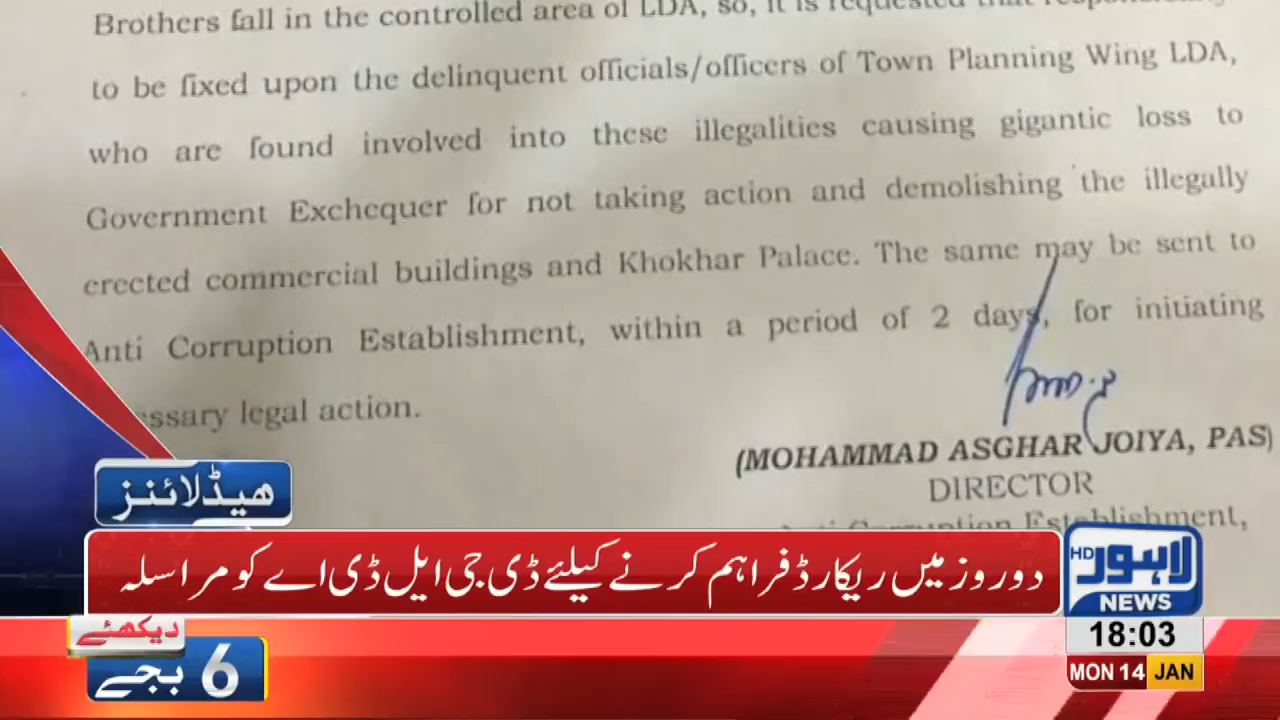 Brothers fall in the controlled area of LDA, so, it is requested that responsibility
to be fixed upon the delinquent officials/officers of Town Planning Wing LDA,
who are found involved into these illegalities causing gigantic loss to
Government Exchequer for not taking action and demolishing the illegally
erected commercial buildings and Khokhar Palace. The same may be sent to
Anti Corruption Establishment, within a period of 2 days, for initiating
essary legal action.
(MOHAMMAD ASGHAR JOIYA, PAS)
DIRECTOR
Anti Corruption Establishment,
ہیڈلائنز
دو روز میں ریکارڈ فراہم کرنے کیلئے ڈی جی ایل ڈی اے کو مراسلہ
HD لاہور
NEWS
18:03
MON 14 JAN
دیکھئے
6 بجے